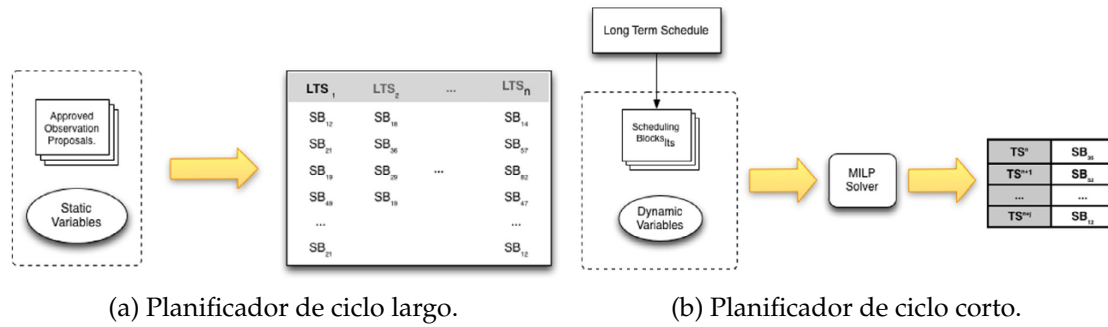 Approved
Observation
Proposals.
Static
Variables
LTS1 LTS2 ... LTSn
SB12 SB18 SB14
SB21 SB36 SB57
SB19 SB29 ... SB82
SB49 SB19 SB47
... ...
SB21 SB12
(a) Planificador de ciclo largo.
Long Term Schedule
Scheduling
Blockslts
Dynamic
Variables
MILP
Solver
TSn
TSn+1 SB52
... ...
TSn+j SB12
(b) Planificador de ciclo corto.